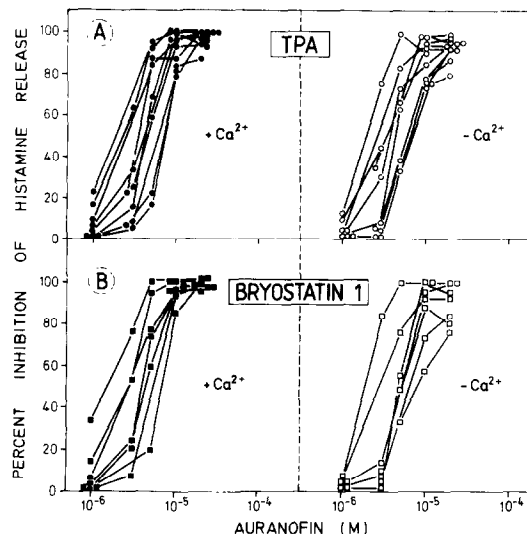 PERCENT INHIBITION OF HISTAMINE RELEASE
A
TPA
100
80
60
40
20
0
+ Ca²⁺
- Ca²⁺
B
BRYOSTATIN 1
100
80
60
40
20
0
+ Ca²⁺
- Ca²⁺
10⁻⁶
10⁻⁵
10⁻⁴
10⁻⁶
10⁻⁵
10⁻⁴
AURANOFIN (M)